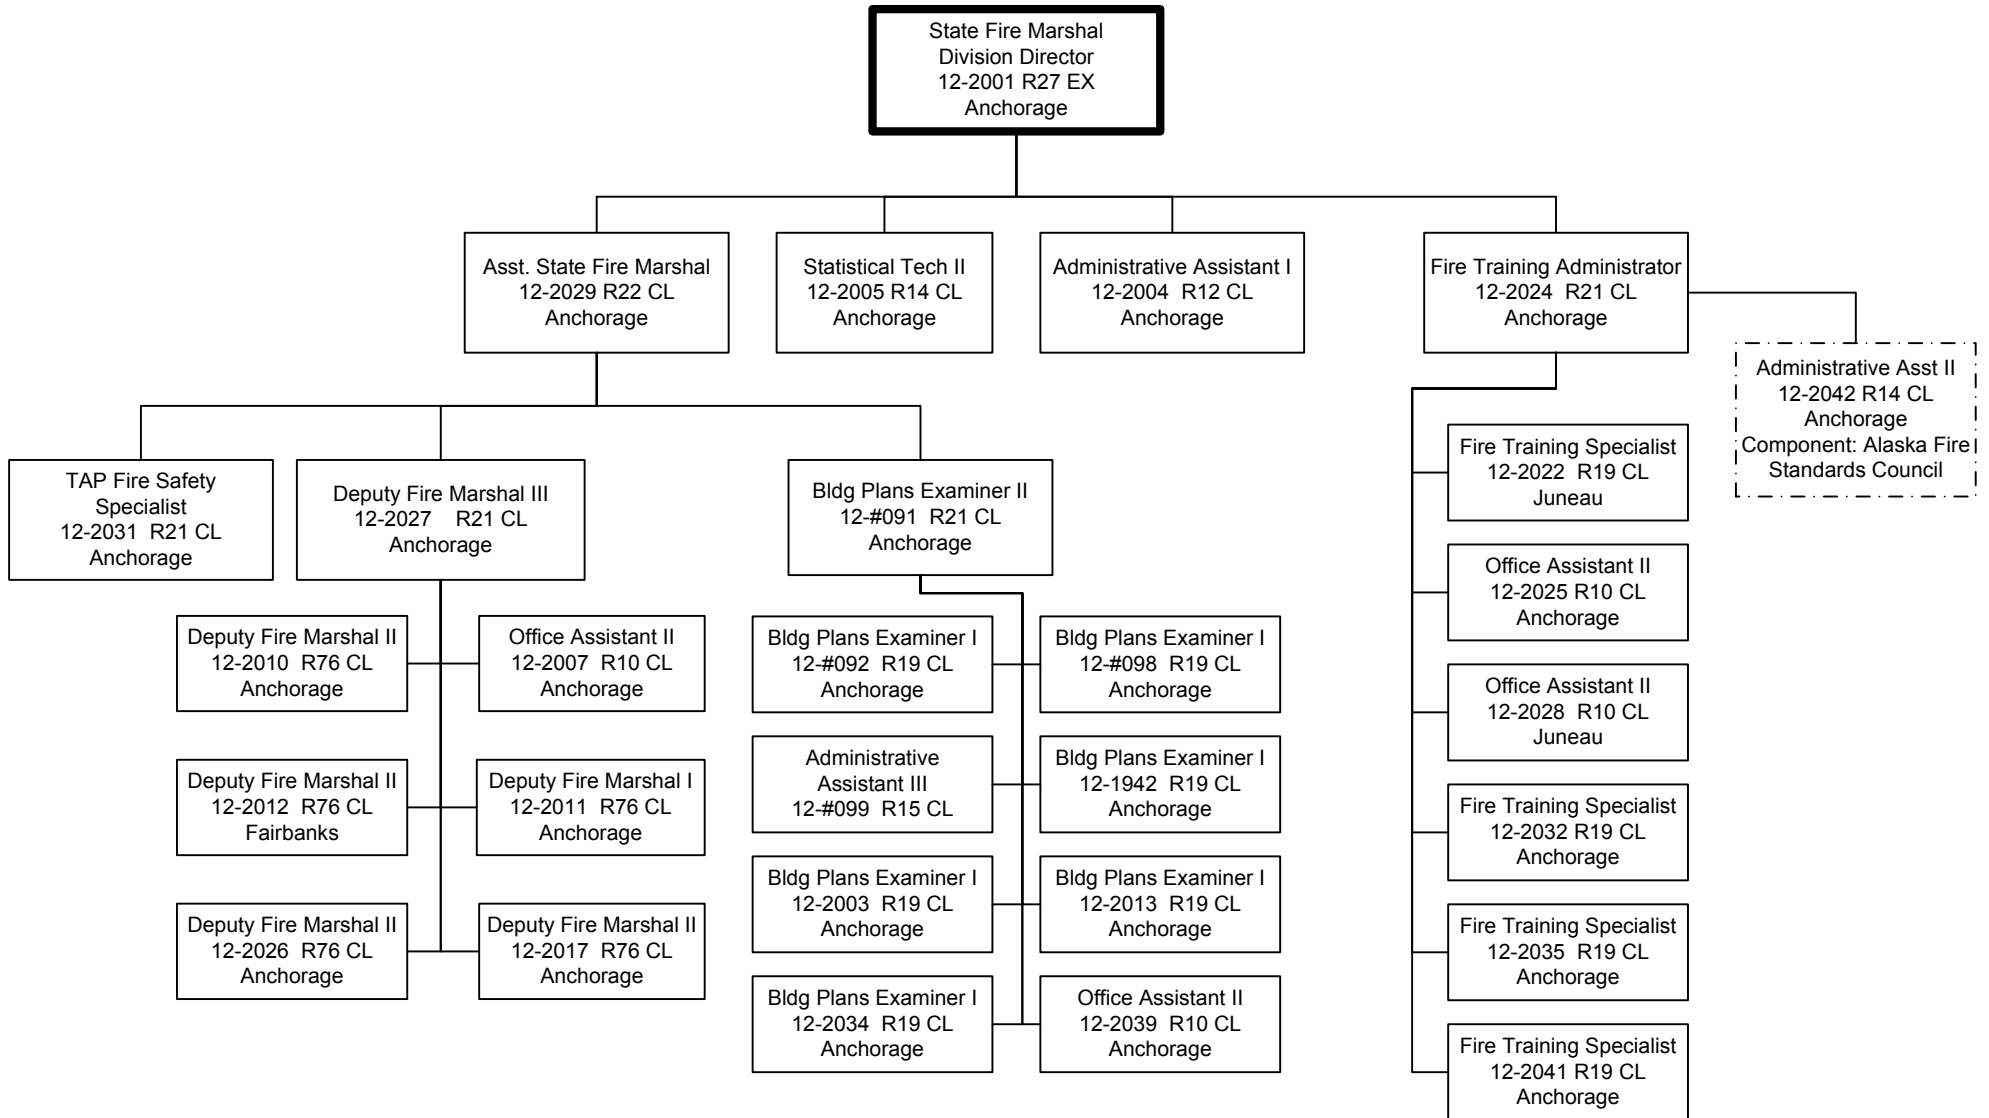 State Fire Marshal
Division Director
12-2001 R27 EX
Anchorage
Asst. State Fire Marshal
12-2029 R22 CL
Anchorage
Statistical Tech II
12-2005 R14 CL
Anchorage
Administrative Assistant I
12-2004 R12 CL
Anchorage
Fire Training Administrator
12-2024 R21 CL
Anchorage
Administrative Asst II
12-2042 R14 CL
Anchorage
Component: Alaska Fire
Standards Council
TAP Fire Safety
Specialist
12-2031 R21 CL
Anchorage
Deputy Fire Marshal III
12-2027 R21 CL
Anchorage
Bldg Plans Examiner II
12-#091 R21 CL
Anchorage
Deputy Fire Marshal II
12-2010 R76 CL
Anchorage
Office Assistant II
12-2007 R10 CL
Anchorage
Deputy Fire Marshal II
12-2012 R76 CL
Fairbanks
Deputy Fire Marshal I
12-2011 R76 CL
Anchorage
Deputy Fire Marshal II
12-2026 R76 CL
Anchorage
Deputy Fire Marshal II
12-2017 R76 CL
Anchorage
Bldg Plans Examiner I
12-#092 R19 CL
Anchorage
Bldg Plans Examiner I
12-#098 R19 CL
Anchorage
Administrative
Assistant III
12-#099 R15 CL
Bldg Plans Examiner I
12-1942 R19 CL
Anchorage
Bldg Plans Examiner I
12-2003 R19 CL
Anchorage
Bldg Plans Examiner I
12-2013 R19 CL
Anchorage
Bldg Plans Examiner I
12-2034 R19 CL
Anchorage
Office Assistant II
12-2039 R10 CL
Anchorage
Fire Training Specialist
12-2022 R19 CL
Juneau
Office Assistant II
12-2025 R10 CL
Anchorage
Office Assistant II
12-2028 R10 CL
Juneau
Fire Training Specialist
12-2032 R19 CL
Anchorage
Fire Training Specialist
12-2035 R19 CL
Anchorage
Fire Training Specialist
12-2041 R19 CL
Anchorage